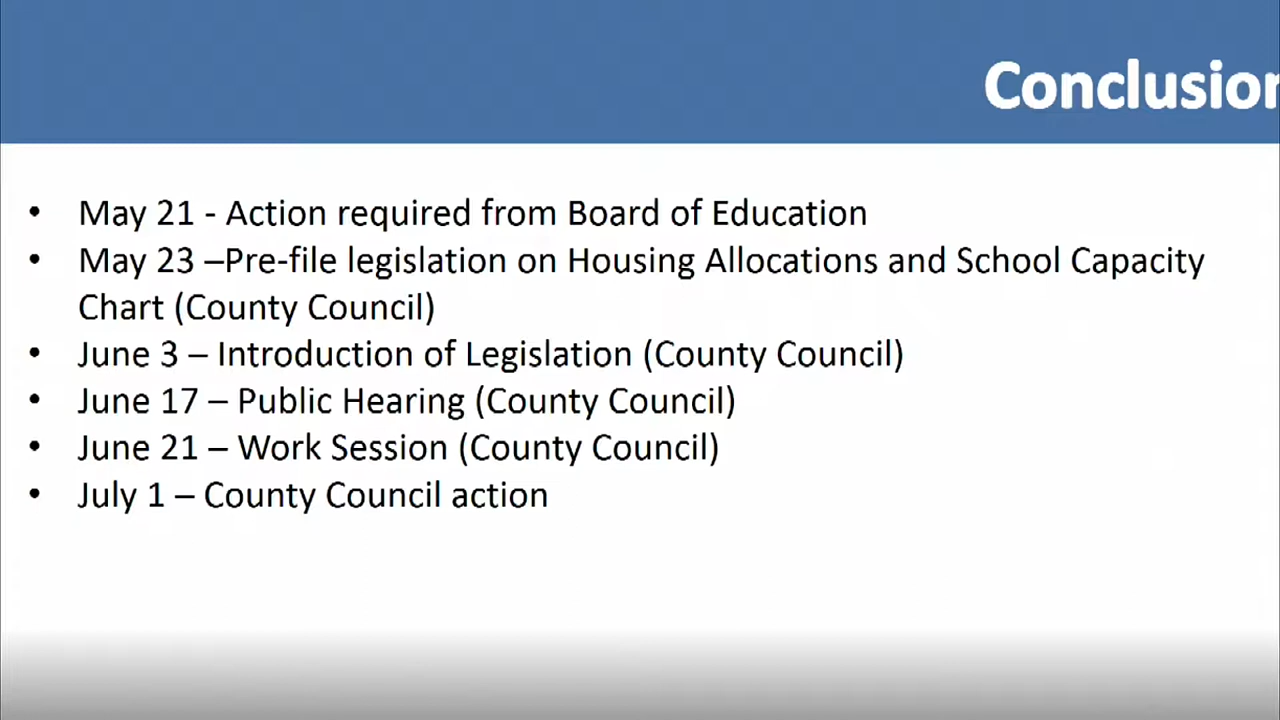 Conclusion
• May 21 - Action required from Board of Education
• May 23 –Pre-file legislation on Housing Allocations and School Capacity
Chart (County Council)
• June 3 – Introduction of Legislation (County Council)
• June 17 – Public Hearing (County Council)
• June 21 – Work Session (County Council)
• July 1 – County Council action